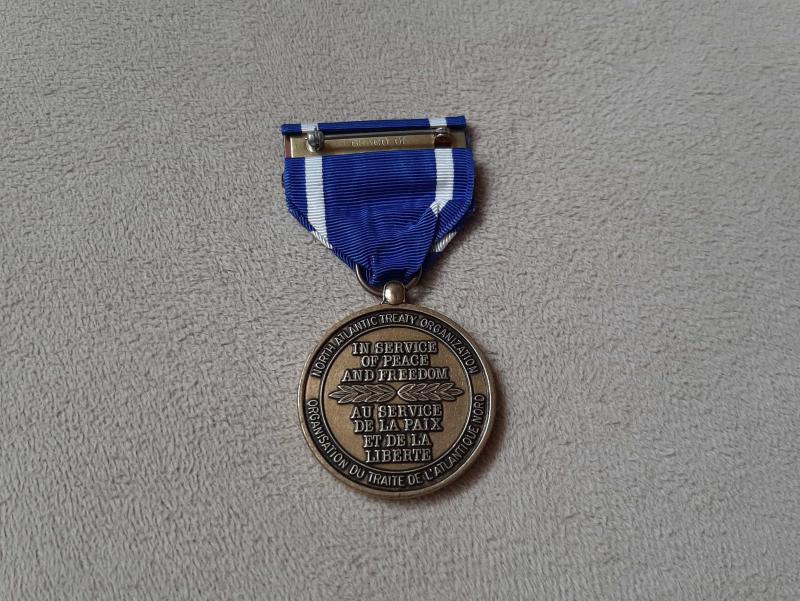 NORTH ATLANTIC TREATY ORGANIZATION
IN SERVICE
OF PEACE
AND FREEDOM
AU SERVICE
DE LA PAIX
ET DE LA
LIBERTE
ORGANISATION DU TRAITE DE L'ATLANTIQUE NORD